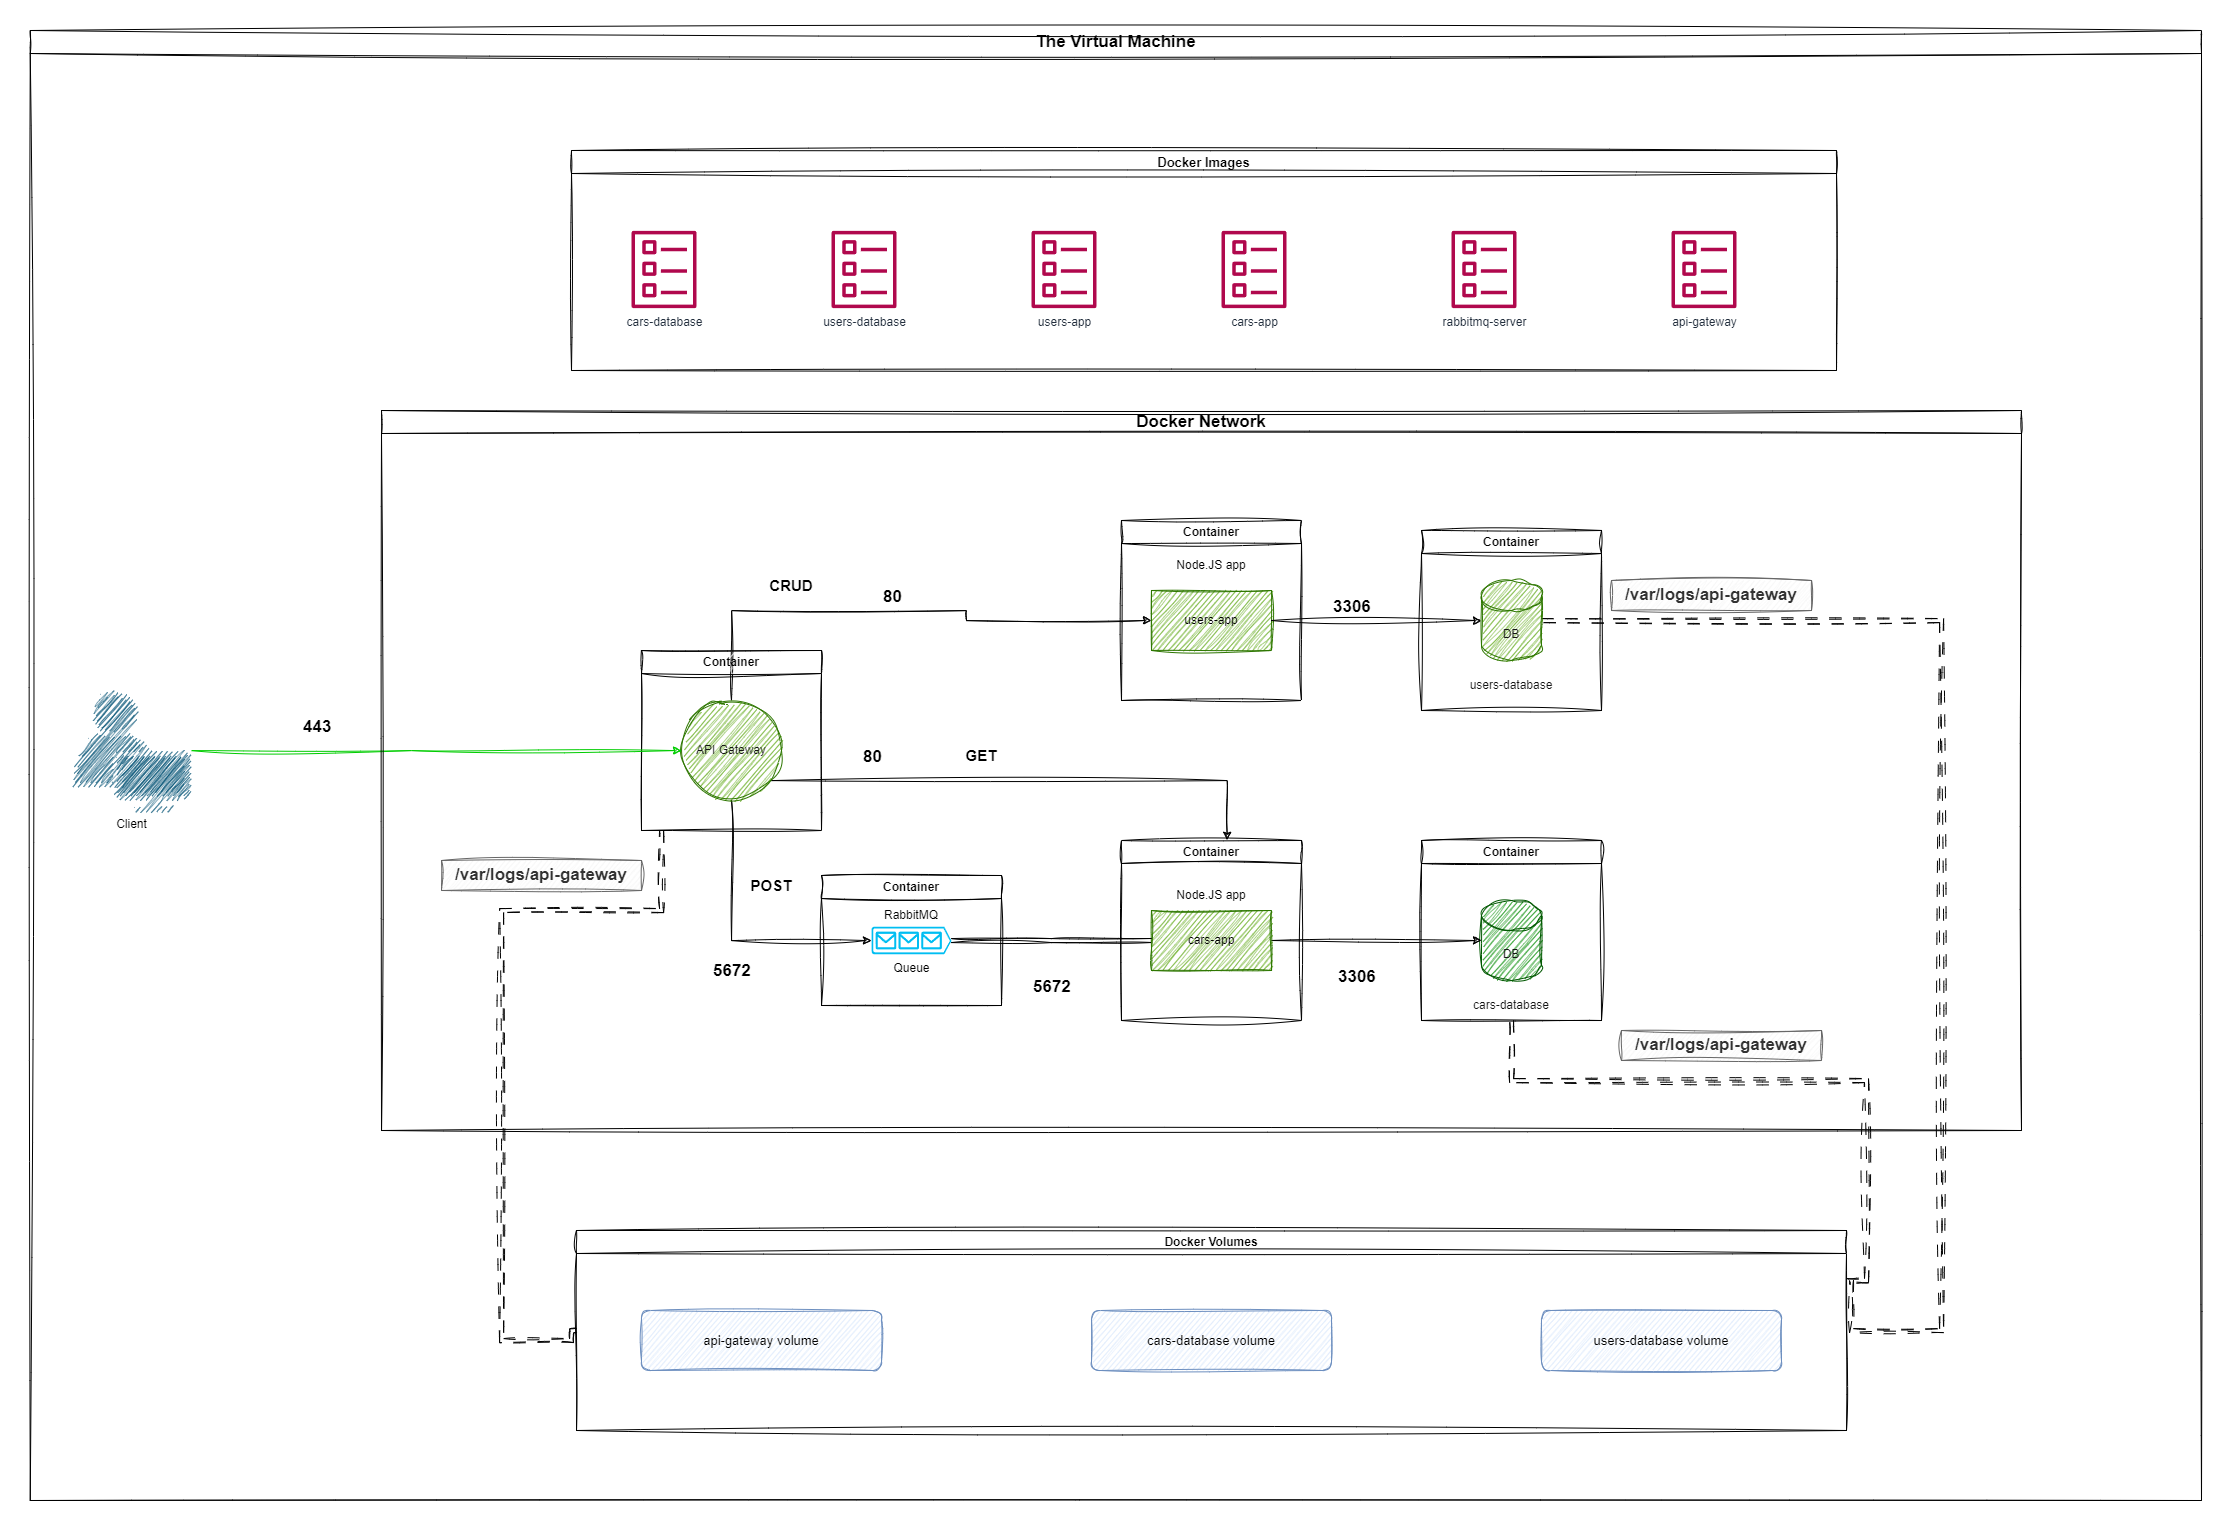 The Virtual Machine
Docker Images
cars-database
users-database
users-app
cars-app
rabbitmq-server
api-gateway
Docker Network
Container
Node.JS app
users-app
Container
DB
users-database
/var/logs/api-gateway
CRUD
80
3306
Container
API Gateway
443
Client
80
GET
/var/logs/api-gateway
POST
5672
Container
RabbitMQ
Queue
5672
Container
Node.JS app
cars-app
3306
Container
DB
cars-database
/var/logs/api-gateway
Docker Volumes
api-gateway volume
cars-database volume
users-database volume